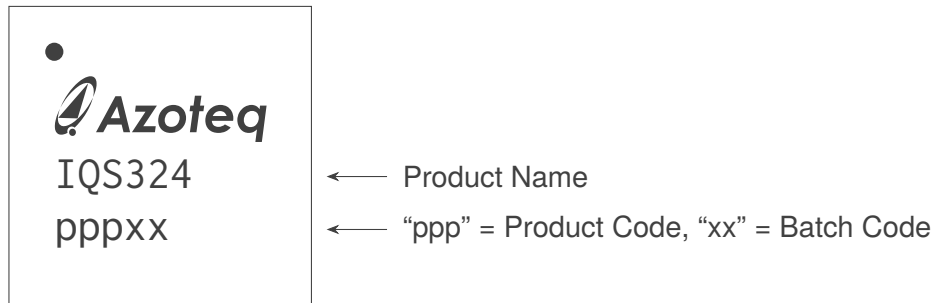 Azoteq
IQS324
Product Name
pppxx
“ppp” = Product Code, “xx” = Batch Code